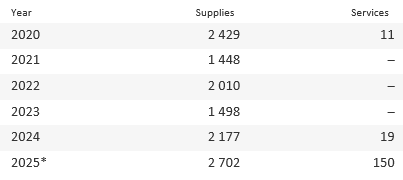 Year Supplies Services
2020 2 429 11
2021 1 448 –
2022 2 010 –
2023 1 498 –
2024 2 177 19
2025* 2 702 150